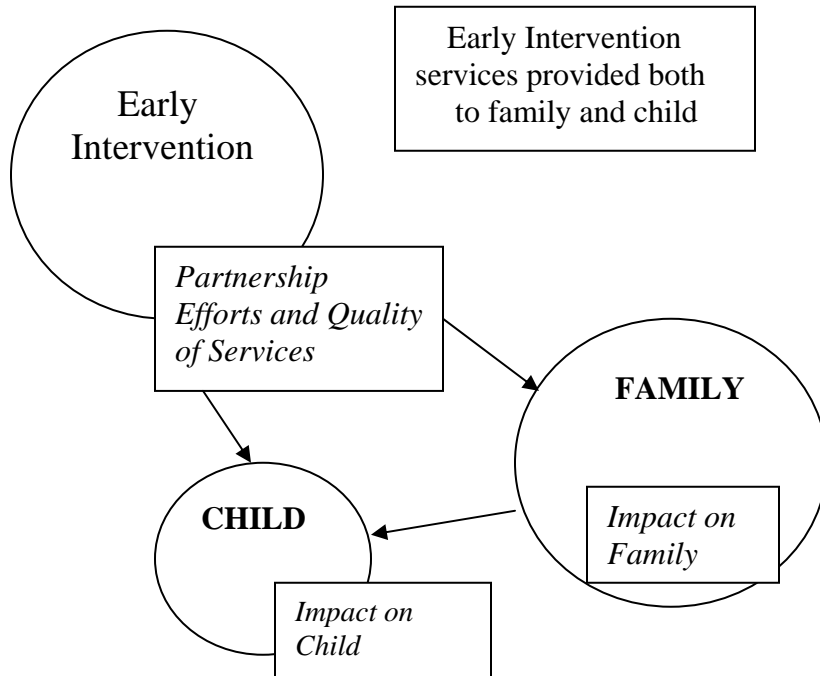 Early
Intervention
Early Intervention
services provided both
to family and child
Partnership
Efforts and Quality
of Services
FAMILY
Impact on
Family
CHILD
Impact on
Child